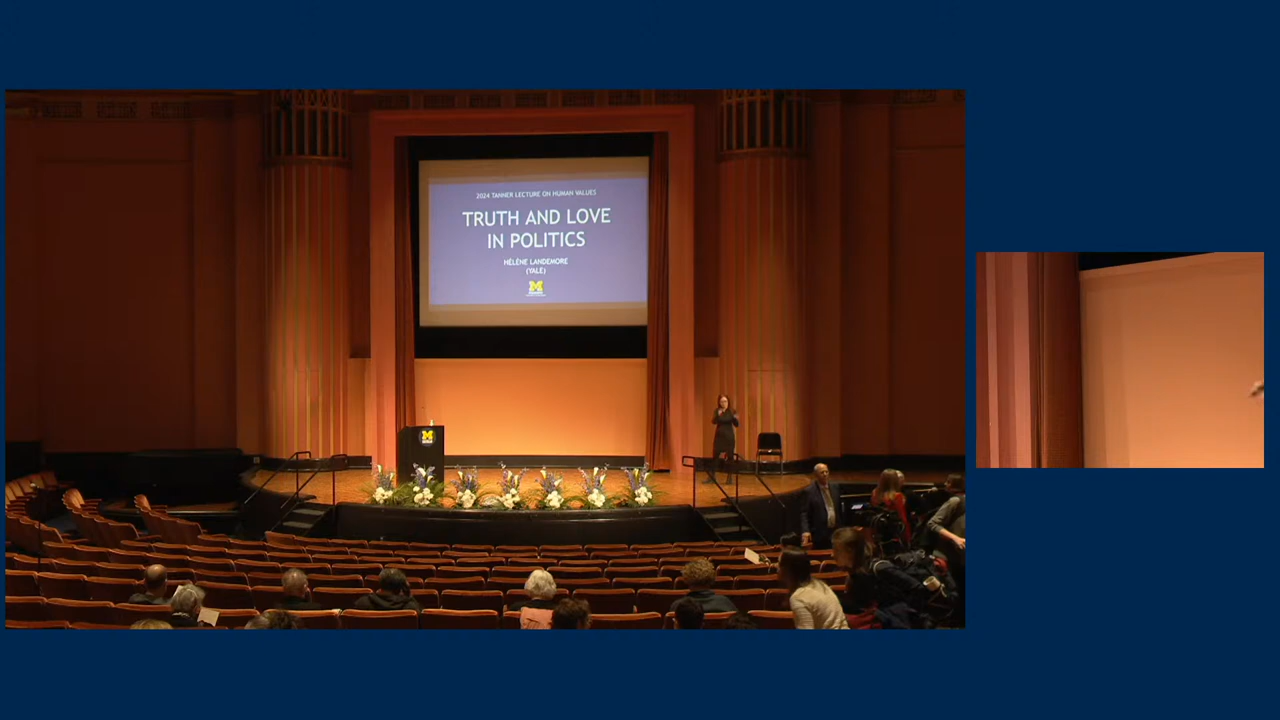 2024 TANNER LECTURE ON HUMAN VALUES
TRUTH AND LOVE
IN POLITICS
HÉLÈNE LANDEMORE
(YALE)
M
M